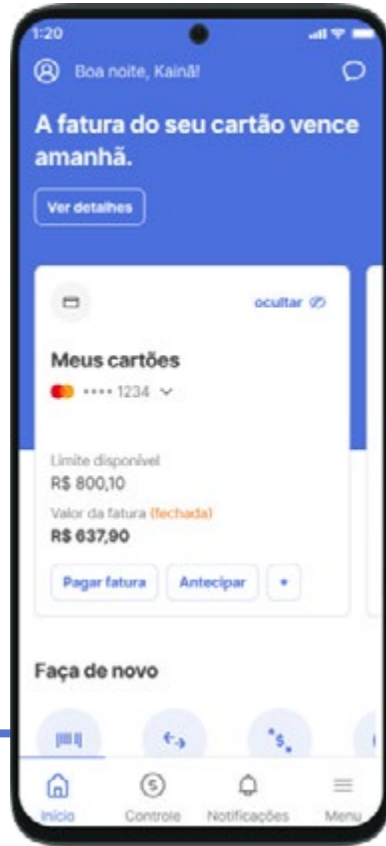 1:20
Boa noite, Kainã!
A fatura do seu cartão vence
amanhã.
Ver detalhes
ocultar
Meus cartões
•••• 1234
Limite disponível
R$ 800,10
Valor da fatura (fechada)
R$ 637,90
Pagar fatura
Antecipar
Faça de novo
Início
Controle
Notificações
Menu